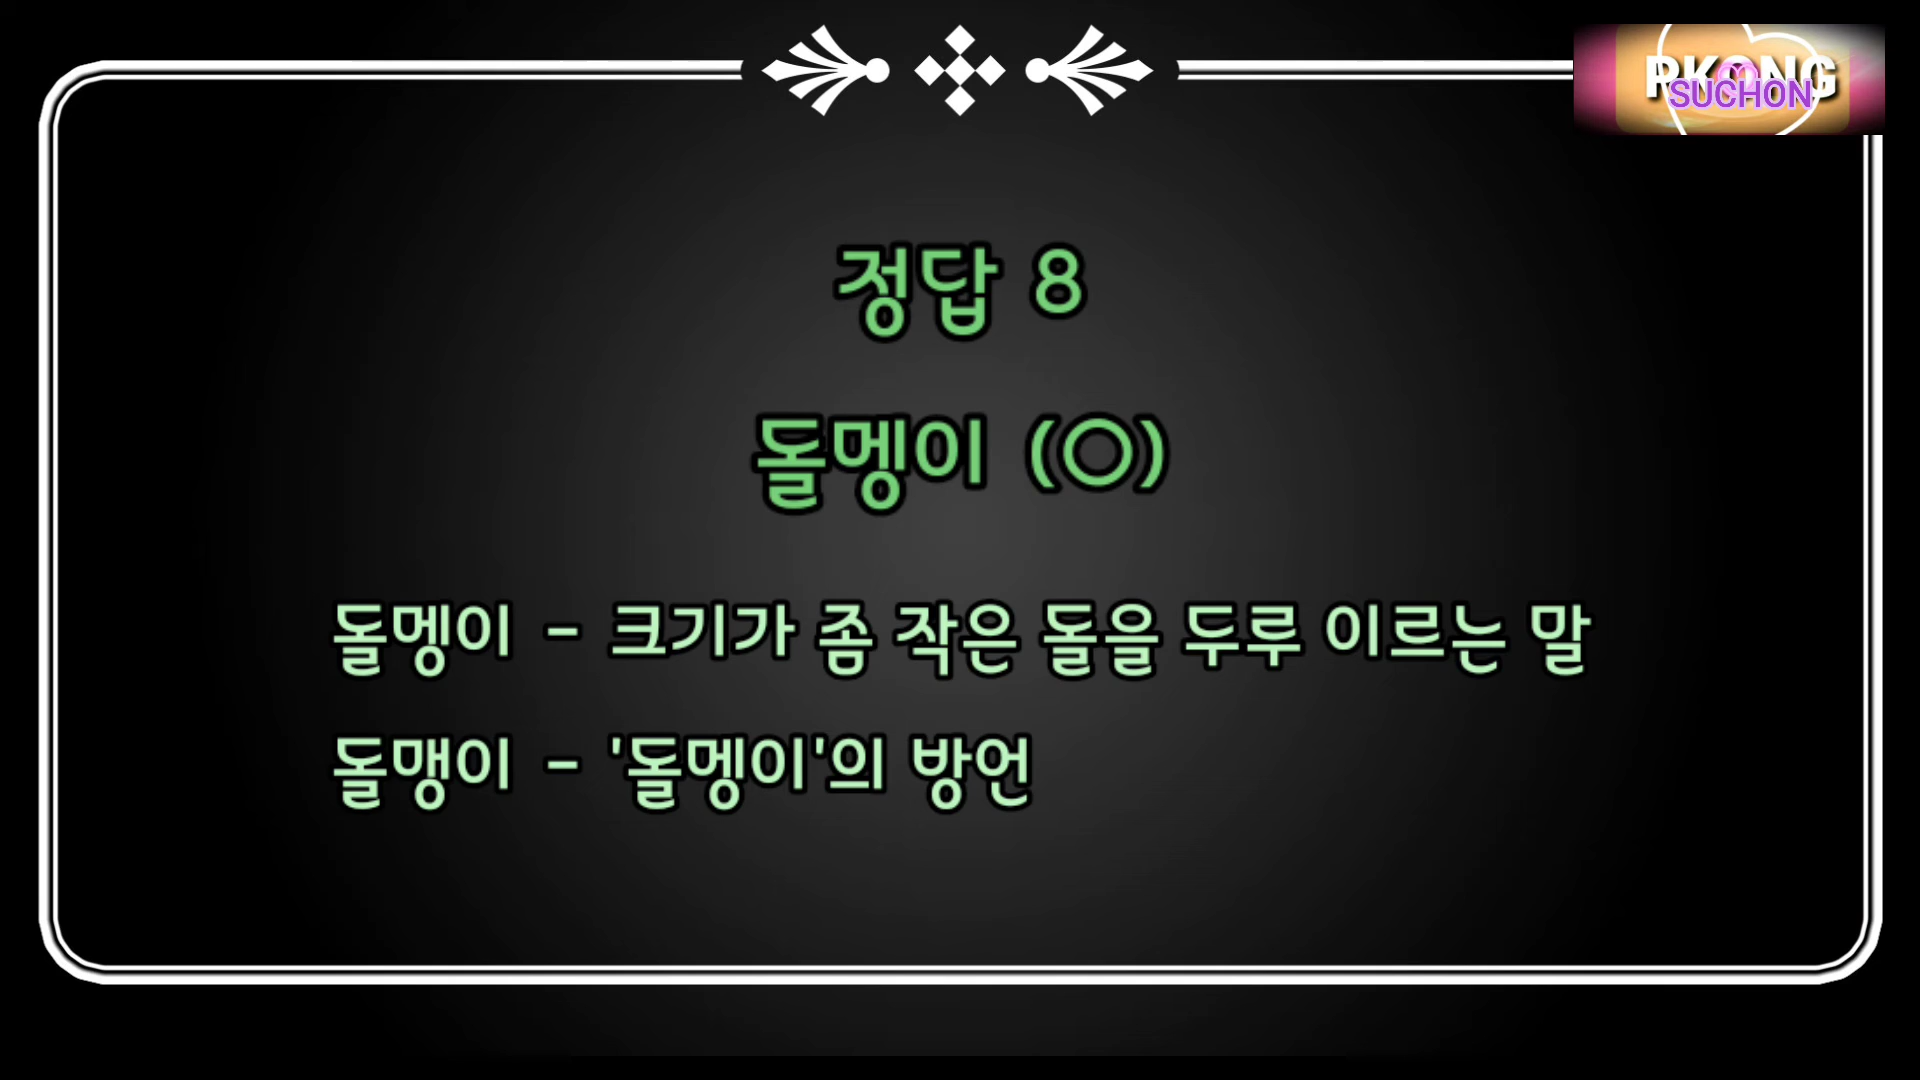 SUCHON
정답 8
돌멩이 (○)
돌멩이 - 크기가 좀 작은 돌을 두루 이르는 말
돌맹이 - '돌멩이'의 방언